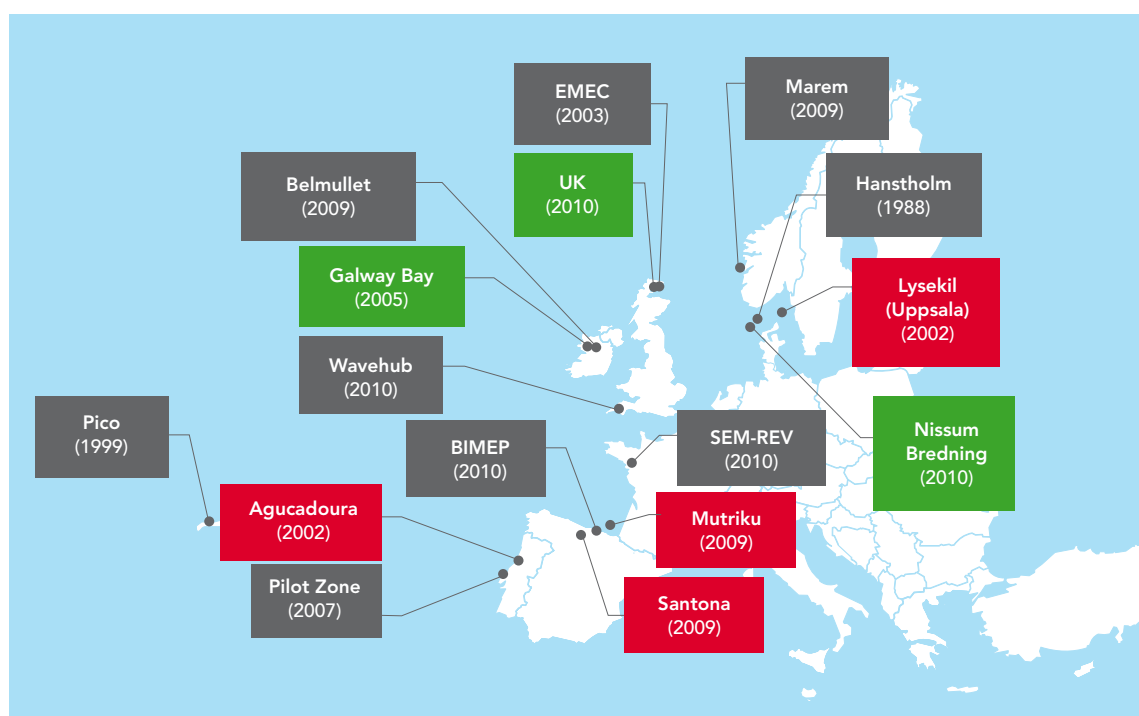 EMEC
(2003)
Marem
(2009)
UK
(2010)
Belmullet
(2009)
Hanstholm
(1988)
Galway Bay
(2005)
Lysekil
(Uppsala)
(2002)
Wavehub
(2010)
Pico
(1999)
BIMEP
(2010)
SEM-REV
(2010)
Nissum
Bredning
(2010)
Agucadoura
(2002)
Mutriku
(2009)
Pilot Zone
(2007)
Santona
(2009)